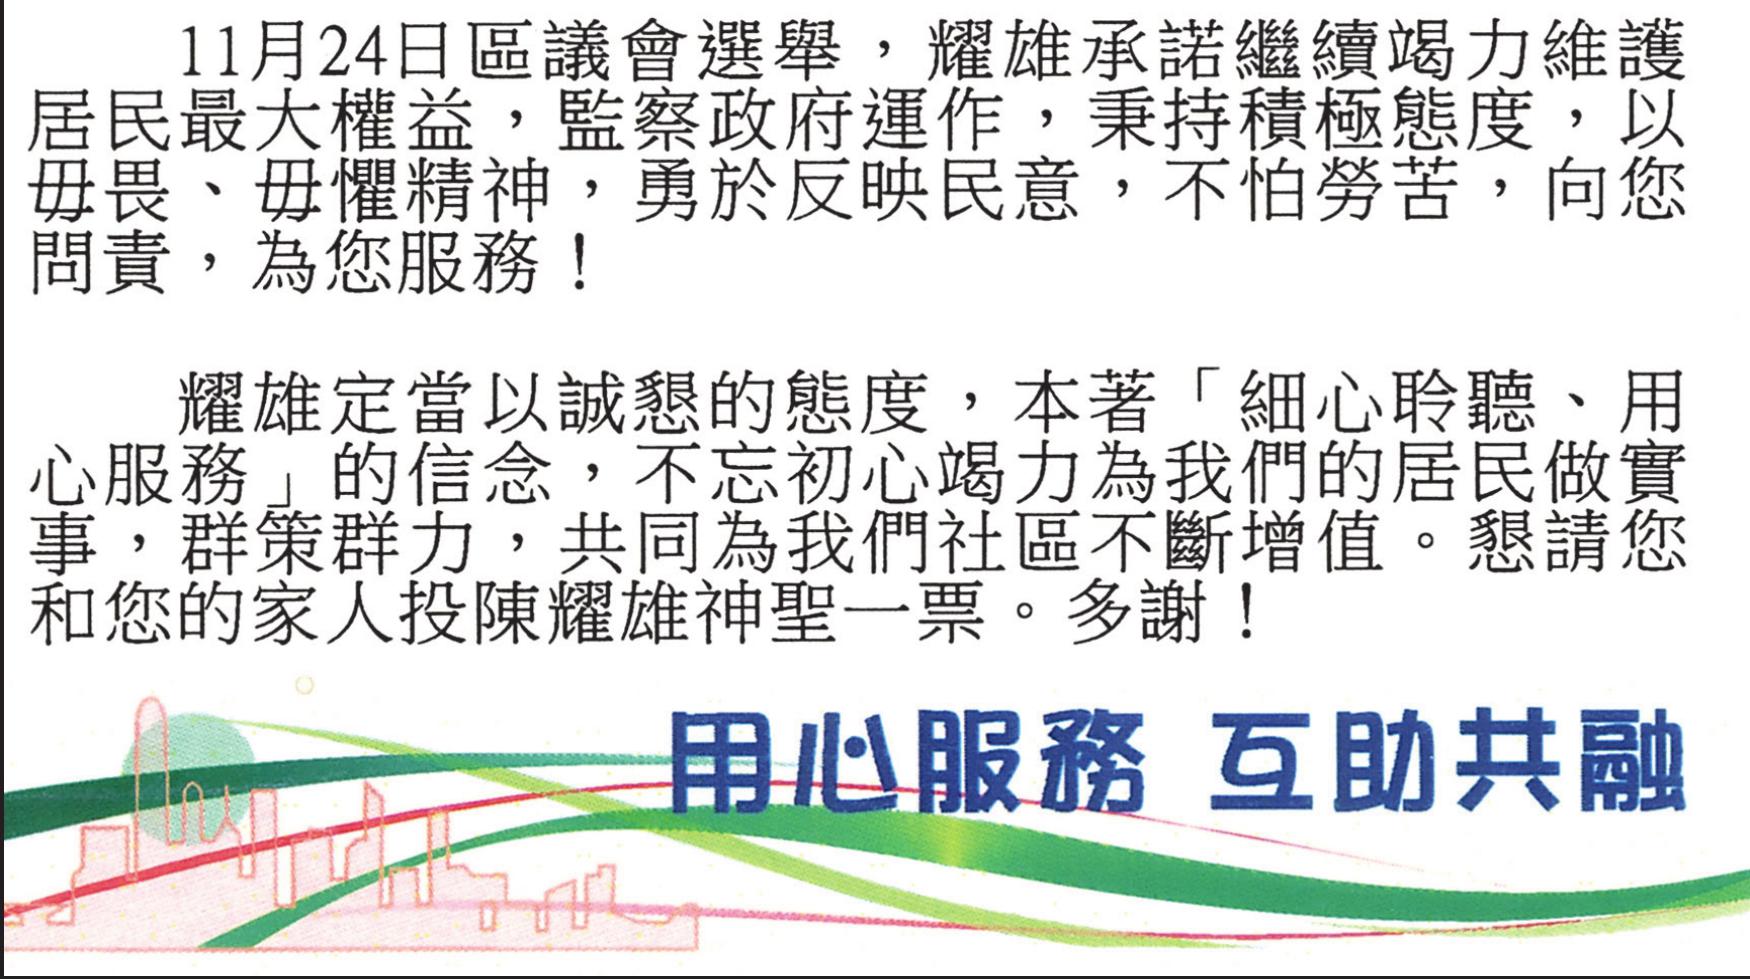 11月24日區議會選舉，耀雄承諾繼續竭力維護
居民最大權益，監察政府運作，秉持積極態度，以
毋畏、毋懼精神，勇於反映民意，不怕勞苦，向您
問責，為您服務！
耀雄定當以誠懇的態度，本著「細心聆聽、用
心服務」的信念，不忘初心竭力為我們的居民做實
事，群策群力，共同為我們社區不斷增值。懇請您
和您的家人投陳耀雄神聖一票。多謝！
用心服務 互助共融